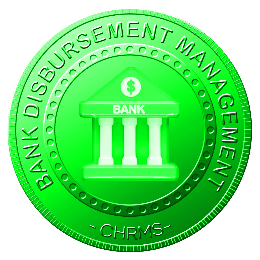 BANK DISBURSEMENT MANAGEMENT
$
BANK
- CHRMS -